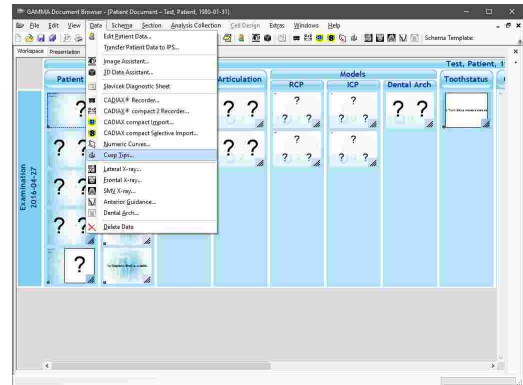 GAMMA Document Browser - [Patient Document - Test, Patient, 1980-01-31]
File Edit View Data Schema Section Analysis Collection Cell Design Extras Windows Help
Schema Template:
Workspace Presentation
Edit Patient Data...
Transfer Patient Data to IPS...
Image Assistant...
3D Data Assistant...
Slavicek Diagnostic Sheet
CADIAX® Recorder...
CADIAX® compact 2 Recorder...
CADIAX compact Import...
CADIAX compact Selective Import...
Numeric Curves...
Cusp Tips...
Lateral X-ray...
Frontal X-ray...
SMV X-ray...
Anterior Guidance...
Dental Arch...
Delete Data
Test, Patient, 1
Patient
Articulation
Models
RCP
ICP
Dental Arch
Toothstatus
Examination
2016-04-27
?
? ?
?
? ?
? ?
?
? ?
? ?
? ?
?
? ?
?
? ?
? ?
? ?
?